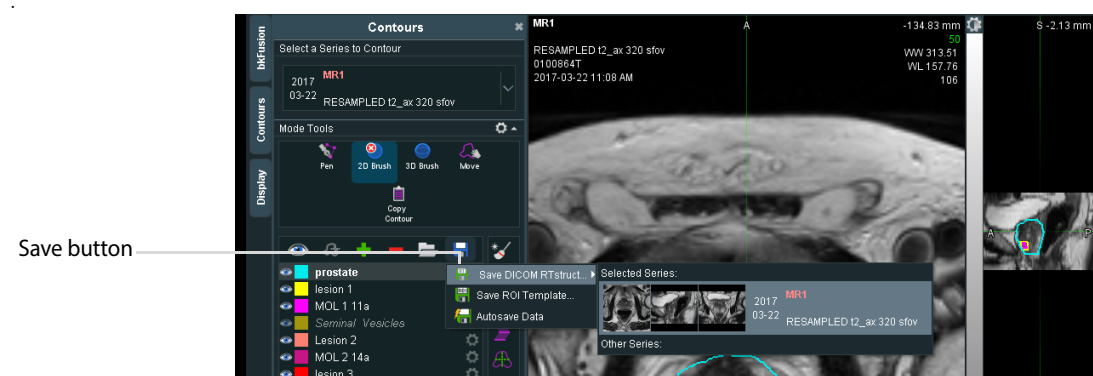 .
bkFusion
Contours
Display
Contours
Select a Series to Contour
2017
03-22
MR1
RESAMPLED t2_ax 320 sfov
Mode Tools
Pen
2D Brush
3D Brush
Move
Copy
Contour
Save button
prostate
lesion 1
MOL 1 11a
Seminal Vesicles
Lesion 2
MOL 2 14a
lesion 3
Save DICOM RTstruct...
Save ROI Template...
Autosave Data
Selected Series:
2017
03-22
MR1
RESAMPLED t2_ax 320 sfov
Other Series:
MR1
RESAMPLED t2_ax 320 sfov
0100864T
2017-03-22 11:08 AM
A
-134.83 mm
50
WW 313.51
WL 157.76
106
S -2.13 mm
A
P